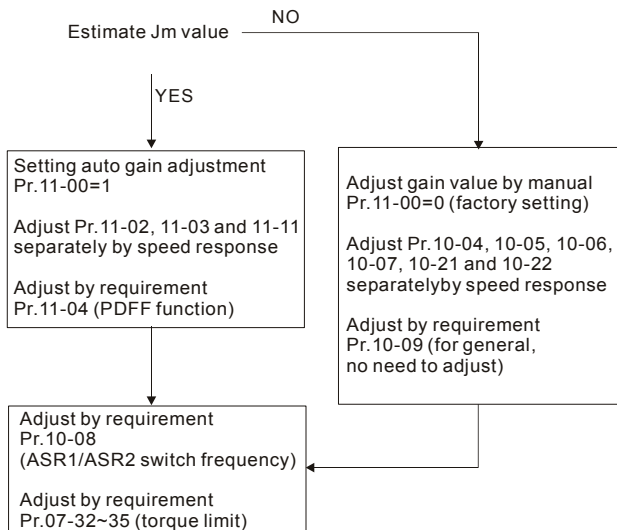 Estimate Jm value
NO
YES
Setting auto gain adjustment
Pr.11-00=1
Adjust Pr.11-02, 11-03 and 11-11
separately by speed response
Adjust by requirement
Pr.11-04 (PDFF function)
Adjust gain value by manual
Pr.11-00=0 (factory setting)
Adjust Pr.10-04, 10-05, 10-06,
10-07, 10-21 and 10-22
separatelyby speed response
Adjust by requirement
Pr.10-09 (for general,
no need to adjust)
Adjust by requirement
Pr.10-08
(ASR1/ASR2 switch frequency)
Adjust by requirement
Pr.07-32~35 (torque limit)